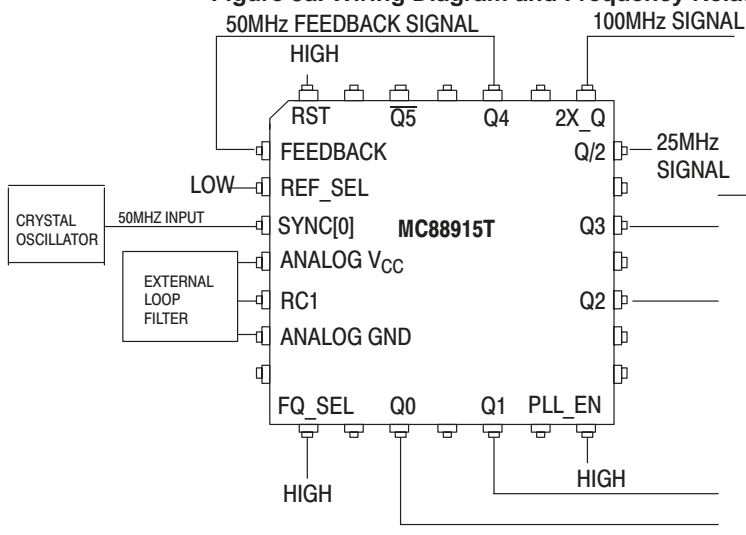 50MHz FEEDBACK SIGNAL
100MHz SIGNAL
HIGH
RST
Q5
Q4
2X_Q
FEEDBACK
Q/2
25MHz
SIGNAL
LOW
REF_SEL
CRYSTAL
OSCILLATOR
50MHZ INPUT
SYNC[0]
MC88915T
Q3
ANALOG VCC
EXTERNAL
LOOP
FILTER
RC1
Q2
ANALOG GND
FQ_SEL
Q0
Q1
PLL_EN
HIGH
HIGH